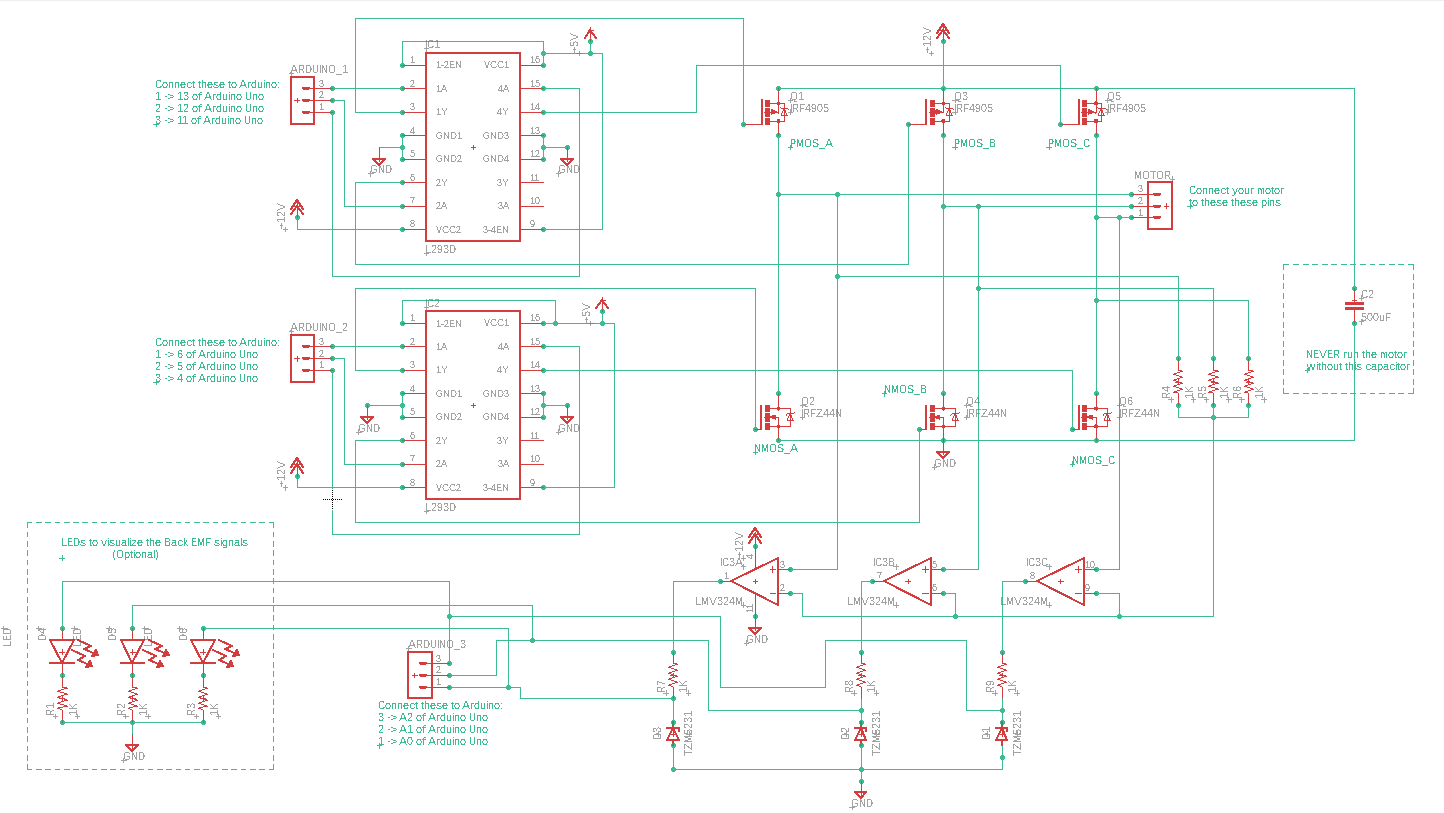 ARDUINO_1
Connect these to Arduino:
1 -> 13 of Arduino Uno
2 -> 12 of Arduino Uno
3 -> 11 of Arduino Uno
3
2
1
IC1
1 1-2EN VCC1 16
2 1A 4A 15
3 1Y 4Y 14
4 GND1 GND3 13
5 GND2 GND4 12
6 2Y 3Y 11
7 2A 3A 10
8 VCC2 3-4EN 9
L293D
+5V
GND
GND
+12V
+12V
Q1
IRF4905
PMOS_A
Q3
IRF4905
PMOS_B
Q5
IRF4905
PMOS_C
MOTOR
3
2
1
Connect your motor
to these these pins
ARDUINO_2
Connect these to Arduino:
1 -> 6 of Arduino Uno
2 -> 5 of Arduino Uno
3 -> 4 of Arduino Uno
3
2
1
IC2
1 1-2EN VCC1 16
2 1A 4A 15
3 1Y 4Y 14
4 GND1 GND3 13
5 GND2 GND4 12
6 2Y 3Y 11
7 2A 3A 10
8 VCC2 3-4EN 9
L293D
+5V
GND
GND
+12V
Q2
IRFZ44N
NMOS_A
NMOS_B
Q4
IRFZ44N
GND
Q6
IRFZ44N
NMOS_C
R4
1K
R5
1K
R6
1K
C2
500uF
NEVER run the motor
without this capacitor
LEDs to visualize the Back EMF signals
(Optional)
LED
D4
LED
D5
LED
D6
R1
1K
R2
1K
R3
1K
GND
ARDUINO_3
3
2
1
Connect these to Arduino:
3 -> A2 of Arduino Uno
2 -> A1 of Arduino Uno
1 -> A0 of Arduino Uno
+12V
4
IC3A
1
3
2
LMV324M
11
GND
IC3B
7
5
6
LMV324M
IC3C
8
10
9
LMV324M
R7
1K
R8
1K
R9
1K
D3
TZM5231
D2
TZM5231
D1
TZM5231
GND